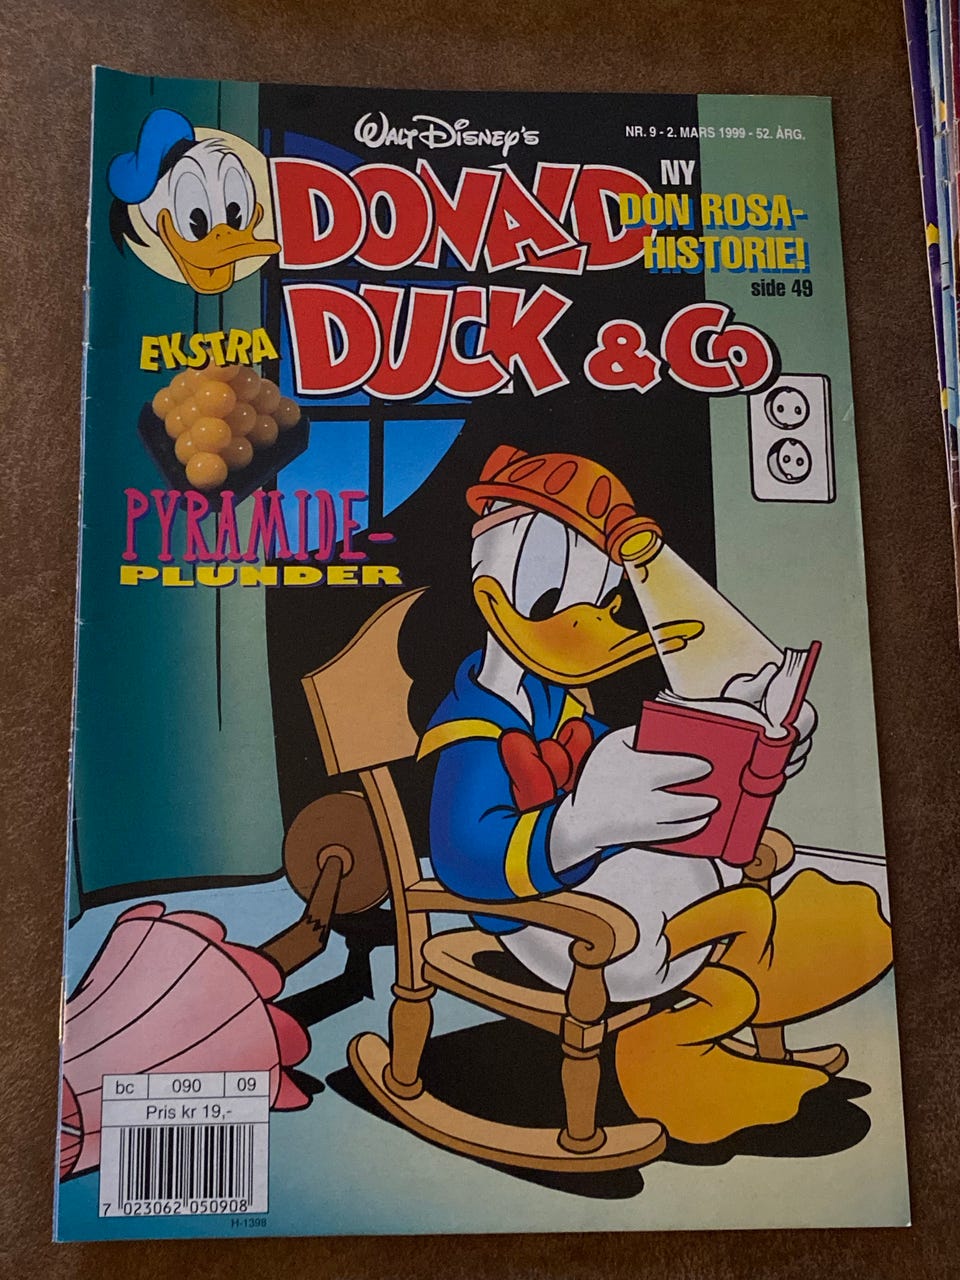 WALT DISNEY'S
NR. 9 - 2. MARS 1999 - 52. ÅRG.
DONALD
DUCK & Co
NY
DON ROSA-
HISTORIE!
side 49
EKSTRA
PYRAMIDE-
PLUNDER
bc 090 09
Pris kr 19,-
7 023062 050908
H-1398